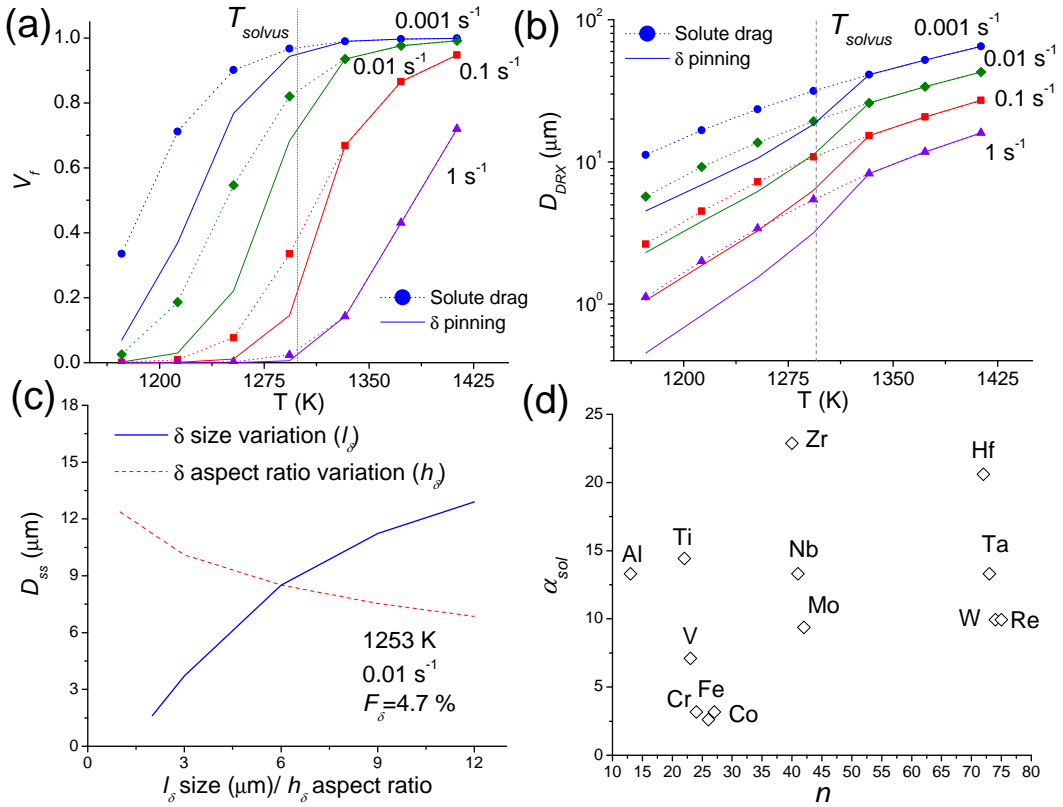 (a)
T_solvus
0.001 s⁻¹
0.01 s⁻¹
0.1 s⁻¹
1 s⁻¹
Solute drag
δ pinning
V_f
1.0
0.8
0.6
0.4
0.2
0.0
1200 1275 1350 1425
T (K)
(b)
Solute drag
δ pinning
T_solvus
0.001 s⁻¹
0.01 s⁻¹
0.1 s⁻¹
1 s⁻¹
D_DRX (μm)
10²
10¹
10⁰
1200 1275 1350 1425
T (K)
(c)
δ size variation (l_δ)
δ aspect ratio variation (h_δ)
1253 K
0.01 s⁻¹
F_δ=4.7 %
D_ss (μm)
18
15
12
9
6
3
0
0 3 6 9 12
l_δ size (μm)/ h_δ aspect ratio
(d)
Zr
Hf
Ti
Al
Nb
Ta
Mo
W
Re
V
Cr
Fe
Co
α_sol
25
20
15
10
5
0
10 15 20 25 30 35 40 45 50 55 60 65 70 75 80
n